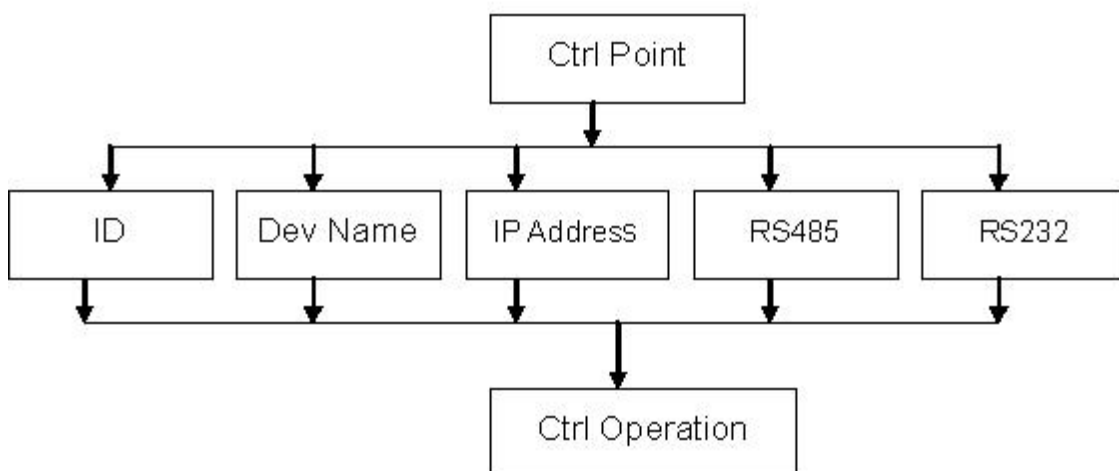 Ctrl Point
ID
Dev Name
IP Address
RS485
RS232
Ctrl Operation